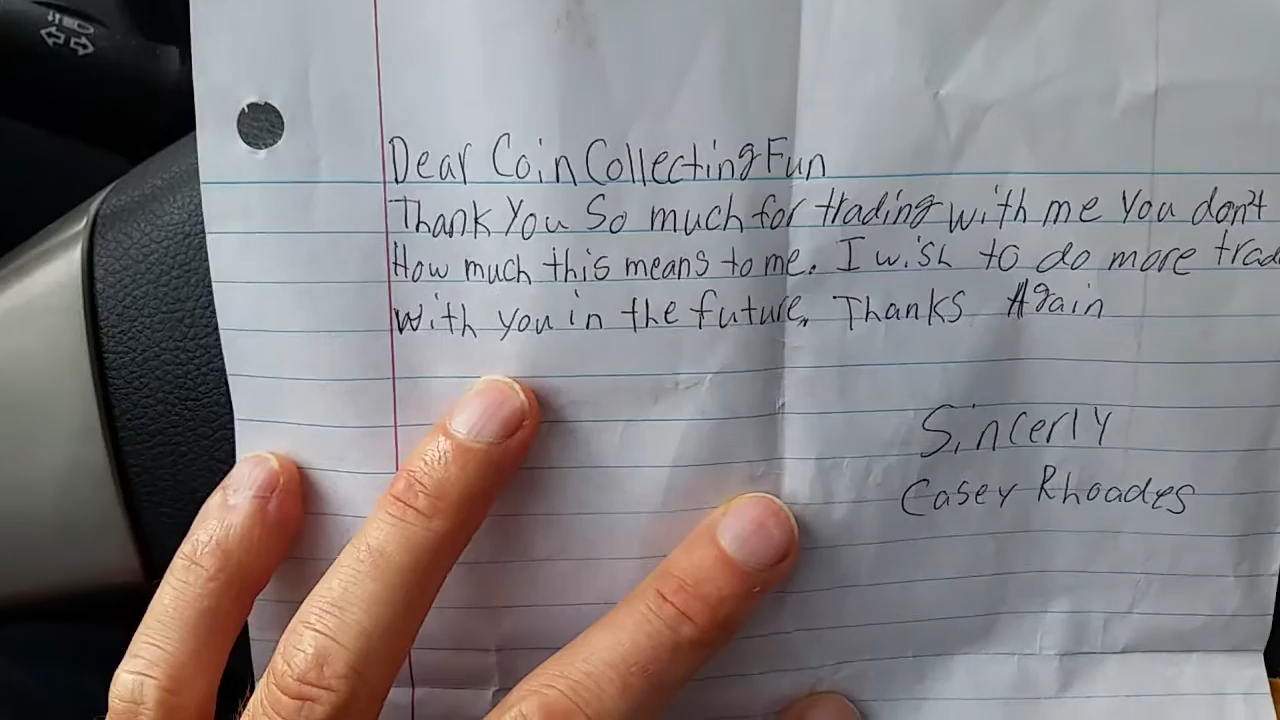 Dear Coin Collecting Fun
Thank You So much for trading with me You don't
How much this means to me. I wish to do more trad
With you in the future, Thanks Again
Sincerly
Casey Rhoades